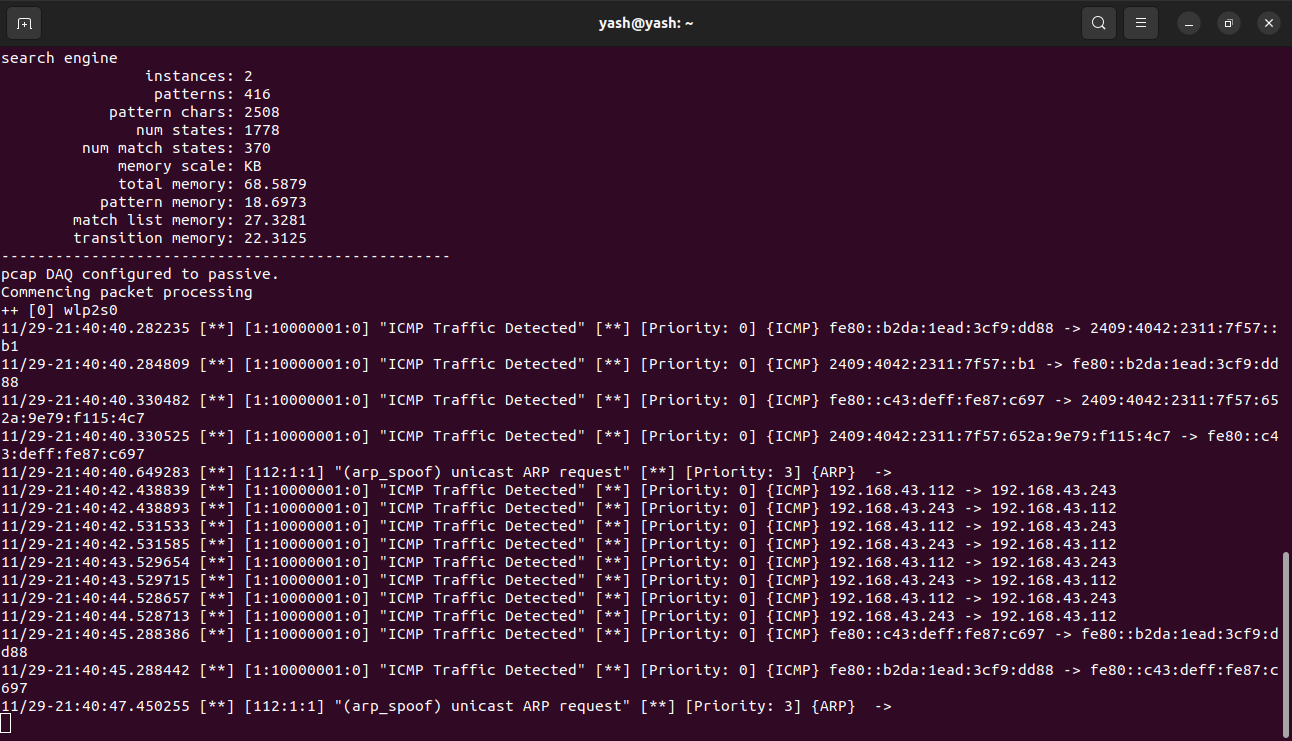 yash@yash: ~
search engine
instances: 2
patterns: 416
pattern chars: 2508
num states: 1778
num match states: 370
memory scale: KB
total memory: 68.5879
pattern memory: 18.6973
match list memory: 27.3281
transition memory: 22.3125
--------------------------------------------------
pcap DAQ configured to passive.
Commencing packet processing
++ [0] wlp2s0
11/29-21:40:40.282235 [**] [1:10000001:0] "ICMP Traffic Detected" [**] [Priority: 0] {ICMP} fe80::b2da:1ead:3cf9:dd88 -> 2409:4042:2311:7f57::
b1
11/29-21:40:40.284809 [**] [1:10000001:0] "ICMP Traffic Detected" [**] [Priority: 0] {ICMP} 2409:4042:2311:7f57::b1 -> fe80::b2da:1ead:3cf9:dd
88
11/29-21:40:40.330482 [**] [1:10000001:0] "ICMP Traffic Detected" [**] [Priority: 0] {ICMP} fe80::c43:deff:fe87:c697 -> 2409:4042:2311:7f57:65
2a:9e79:f115:4c7
11/29-21:40:40.330525 [**] [1:10000001:0] "ICMP Traffic Detected" [**] [Priority: 0] {ICMP} 2409:4042:2311:7f57:652a:9e79:f115:4c7 -> fe80::c4
3:deff:fe87:c697
11/29-21:40:40.649283 [**] [112:1:1] "(arp_spoof) unicast ARP request" [**] [Priority: 3] {ARP}  ->
11/29-21:40:42.438839 [**] [1:10000001:0] "ICMP Traffic Detected" [**] [Priority: 0] {ICMP} 192.168.43.112 -> 192.168.43.243
11/29-21:40:42.438893 [**] [1:10000001:0] "ICMP Traffic Detected" [**] [Priority: 0] {ICMP} 192.168.43.243 -> 192.168.43.112
11/29-21:40:42.531533 [**] [1:10000001:0] "ICMP Traffic Detected" [**] [Priority: 0] {ICMP} 192.168.43.112 -> 192.168.43.243
11/29-21:40:42.531585 [**] [1:10000001:0] "ICMP Traffic Detected" [**] [Priority: 0] {ICMP} 192.168.43.243 -> 192.168.43.112
11/29-21:40:43.529654 [**] [1:10000001:0] "ICMP Traffic Detected" [**] [Priority: 0] {ICMP} 192.168.43.112 -> 192.168.43.243
11/29-21:40:43.529715 [**] [1:10000001:0] "ICMP Traffic Detected" [**] [Priority: 0] {ICMP} 192.168.43.243 -> 192.168.43.112
11/29-21:40:44.528657 [**] [1:10000001:0] "ICMP Traffic Detected" [**] [Priority: 0] {ICMP} 192.168.43.112 -> 192.168.43.243
11/29-21:40:44.528713 [**] [1:10000001:0] "ICMP Traffic Detected" [**] [Priority: 0] {ICMP} 192.168.43.243 -> 192.168.43.112
11/29-21:40:45.288386 [**] [1:10000001:0] "ICMP Traffic Detected" [**] [Priority: 0] {ICMP} fe80::c43:deff:fe87:c697 -> fe80::b2da:1ead:3cf9:d
d88
11/29-21:40:45.288442 [**] [1:10000001:0] "ICMP Traffic Detected" [**] [Priority: 0] {ICMP} fe80::b2da:1ead:3cf9:dd88 -> fe80::c43:deff:fe87:c
697
11/29-21:40:47.450255 [**] [112:1:1] "(arp_spoof) unicast ARP request" [**] [Priority: 3] {ARP}  ->